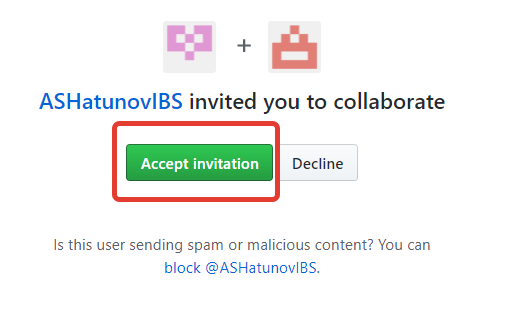 +
ASHatunovIBS invited you to collaborate
Accept invitation Decline
Is this user sending spam or malicious content? You can
block @ASHatunovIBS.